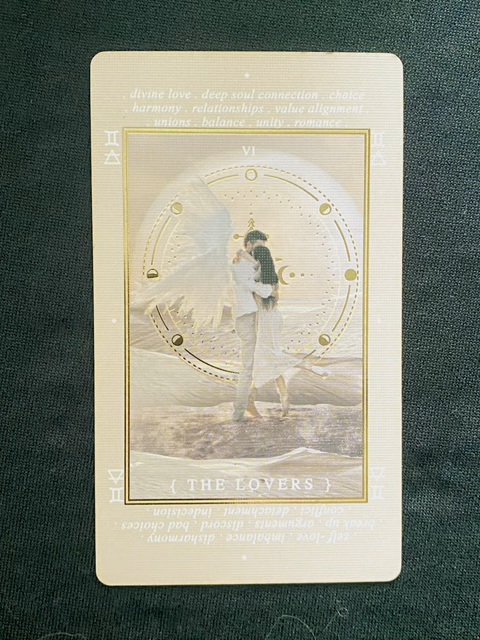 . divine love . deep soul connection . choice
. harmony . relationships . value alignment
. unions . balance . unity . romance .
VI
{ THE LOVERS }
. self-love . imbalance . disharmony
. break up . arguments . discord . bad choices .
conflict . detachment . indecision